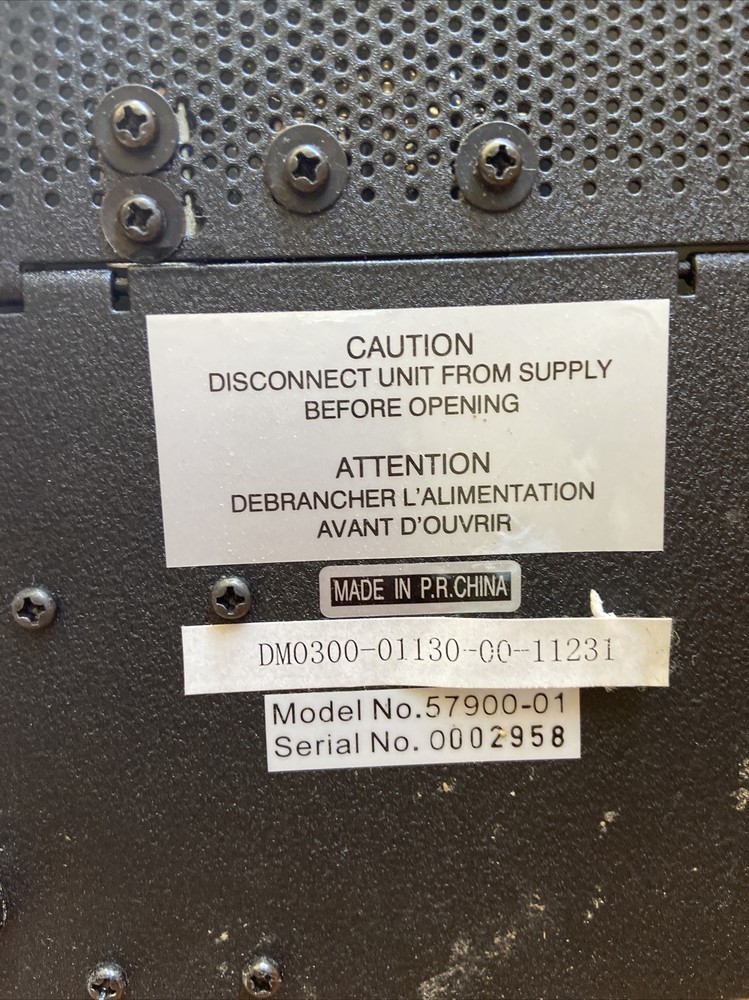 CAUTION
DISCONNECT UNIT FROM SUPPLY
BEFORE OPENING
ATTENTION
DEBRANCHER L'ALIMENTATION
AVANT D'OUVRIR
MADE IN P.R.CHINA
DM0300-01130-00-11231
Model No.57900-01
Serial No. 0002958